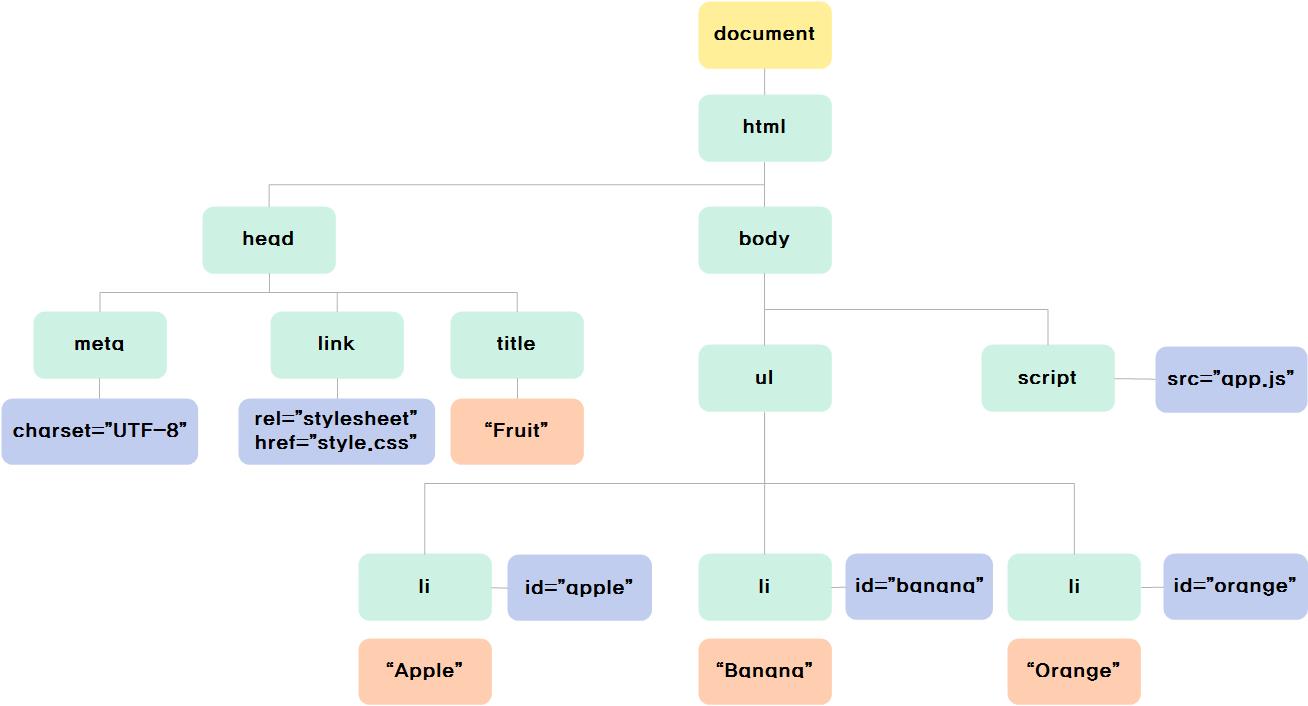 document
html
head
body
meta
link
title
ul
script
src=”app.js”
charset=”UTF-8”
rel=”stylesheet”
href=”style.css”
“Fruit”
li
id=”apple”
li
id=”banana”
li
id=”orange”
“Apple”
“Banana”
“Orange”